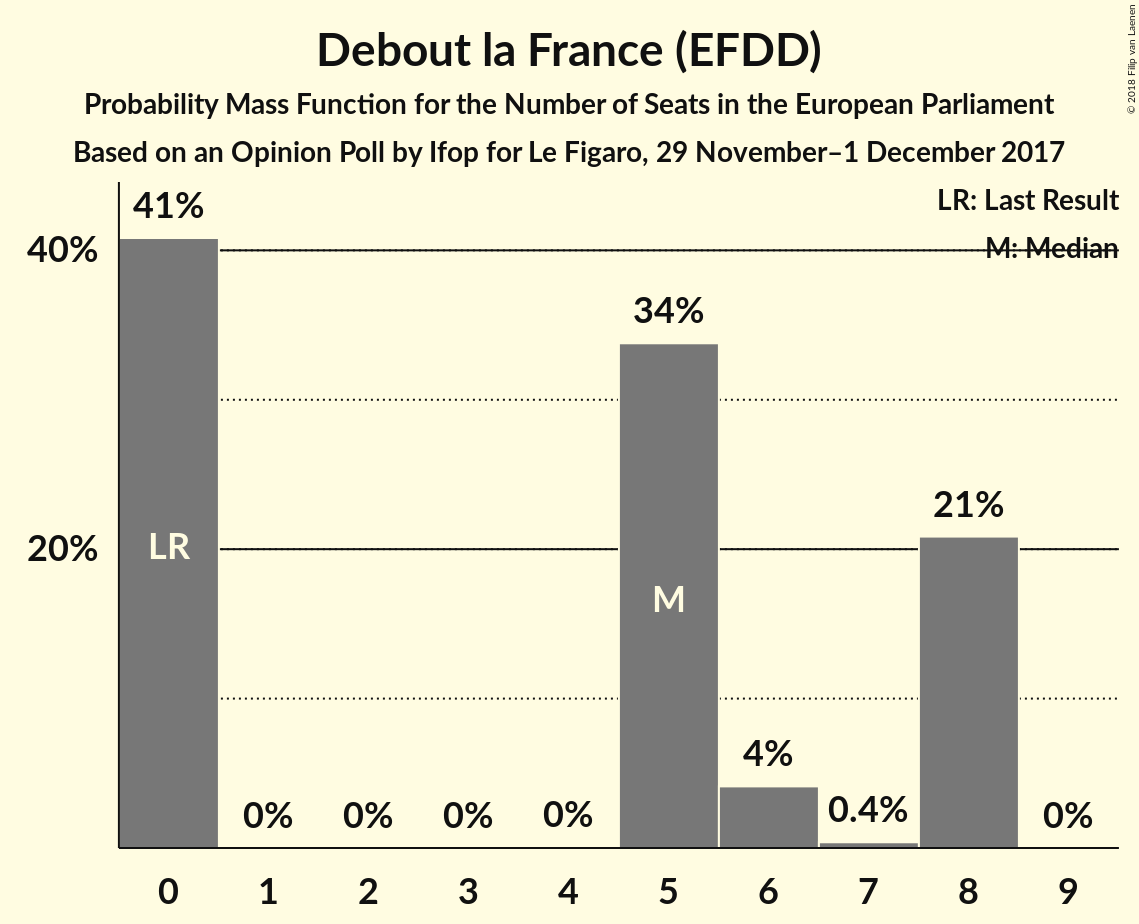 Debout la France (EFDD)
Probability Mass Function for the Number of Seats in the European Parliament
Based on an Opinion Poll by Ifop for Le Figaro, 29 November–1 December 2017
© 2018 Filip van Laenen
LR: Last Result
M: Median
41%
40%
34%
21%
20%
LR
M
4%
0.4%
0% 0% 0% 0% 0%
0 1 2 3 4 5 6 7 8 9